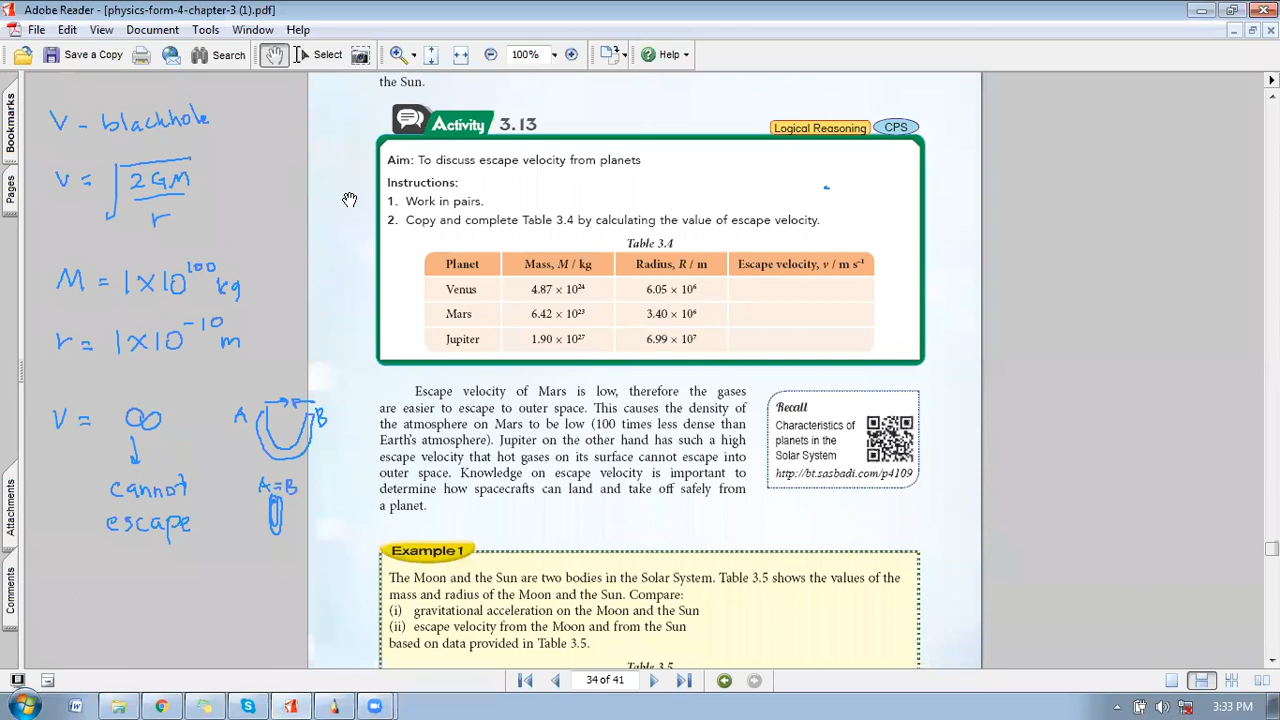 Adobe Reader - [physics-form-4-chapter-3 (1).pdf]
File Edit View Document Tools Window Help
Save a Copy Search Select 100% Help
Bookmarks
Pages
Attachments
Comments
V - blackhole
V = √2GM/r
M = 1 × 10¹⁰⁰ kg
r = 1 × 10⁻¹⁰ m
V = ∞
A B
cannot
escape
A = B
the Sun.
Activity 3.13
Logical Reasoning CPS
Aim: To discuss escape velocity from planets
Instructions:
1. Work in pairs.
2. Copy and complete Table 3.4 by calculating the value of escape velocity.
Table 3.4
Planet Mass, M / kg Radius, R / m Escape velocity, v / m s⁻¹
Venus 4.87 × 10²⁴ 6.05 × 10⁶
Mars 6.42 × 10²³ 3.40 × 10⁶
Jupiter 1.90 × 10²⁷ 6.99 × 10⁷
Escape velocity of Mars is low, therefore the gases
are easier to escape to outer space. This causes the density of
the atmosphere on Mars to be low (100 times less dense than
Earth's atmosphere). Jupiter on the other hand has such a high
escape velocity that hot gases on its surface cannot escape into
outer space. Knowledge on escape velocity is important to
determine how spacecrafts can land and take off safely from
a planet.
Recall
Characteristics of
planets in the
Solar System
http://bt.sasbadi.com/p4109
Example 1
The Moon and the Sun are two bodies in the Solar System. Table 3.5 shows the values of the
mass and radius of the Moon and the Sun. Compare:
(i) gravitational acceleration on the Moon and the Sun
(ii) escape velocity from the Moon and from the Sun
based on data provided in Table 3.5.
Table 3.5
34 of 41
3:33 PM